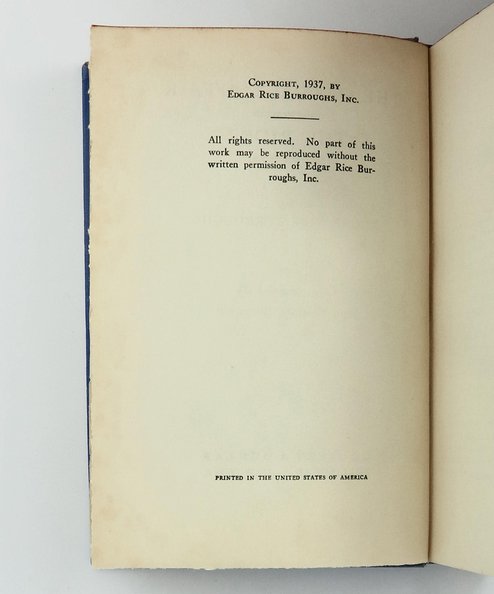 COPYRIGHT, 1937, BY
EDGAR RICE BURROUGHS, INC.
All rights reserved. No part of this
work may be reproduced without the
written permission of Edgar Rice Bur-
roughs, Inc.
PRINTED IN THE UNITED STATES OF AMERICA